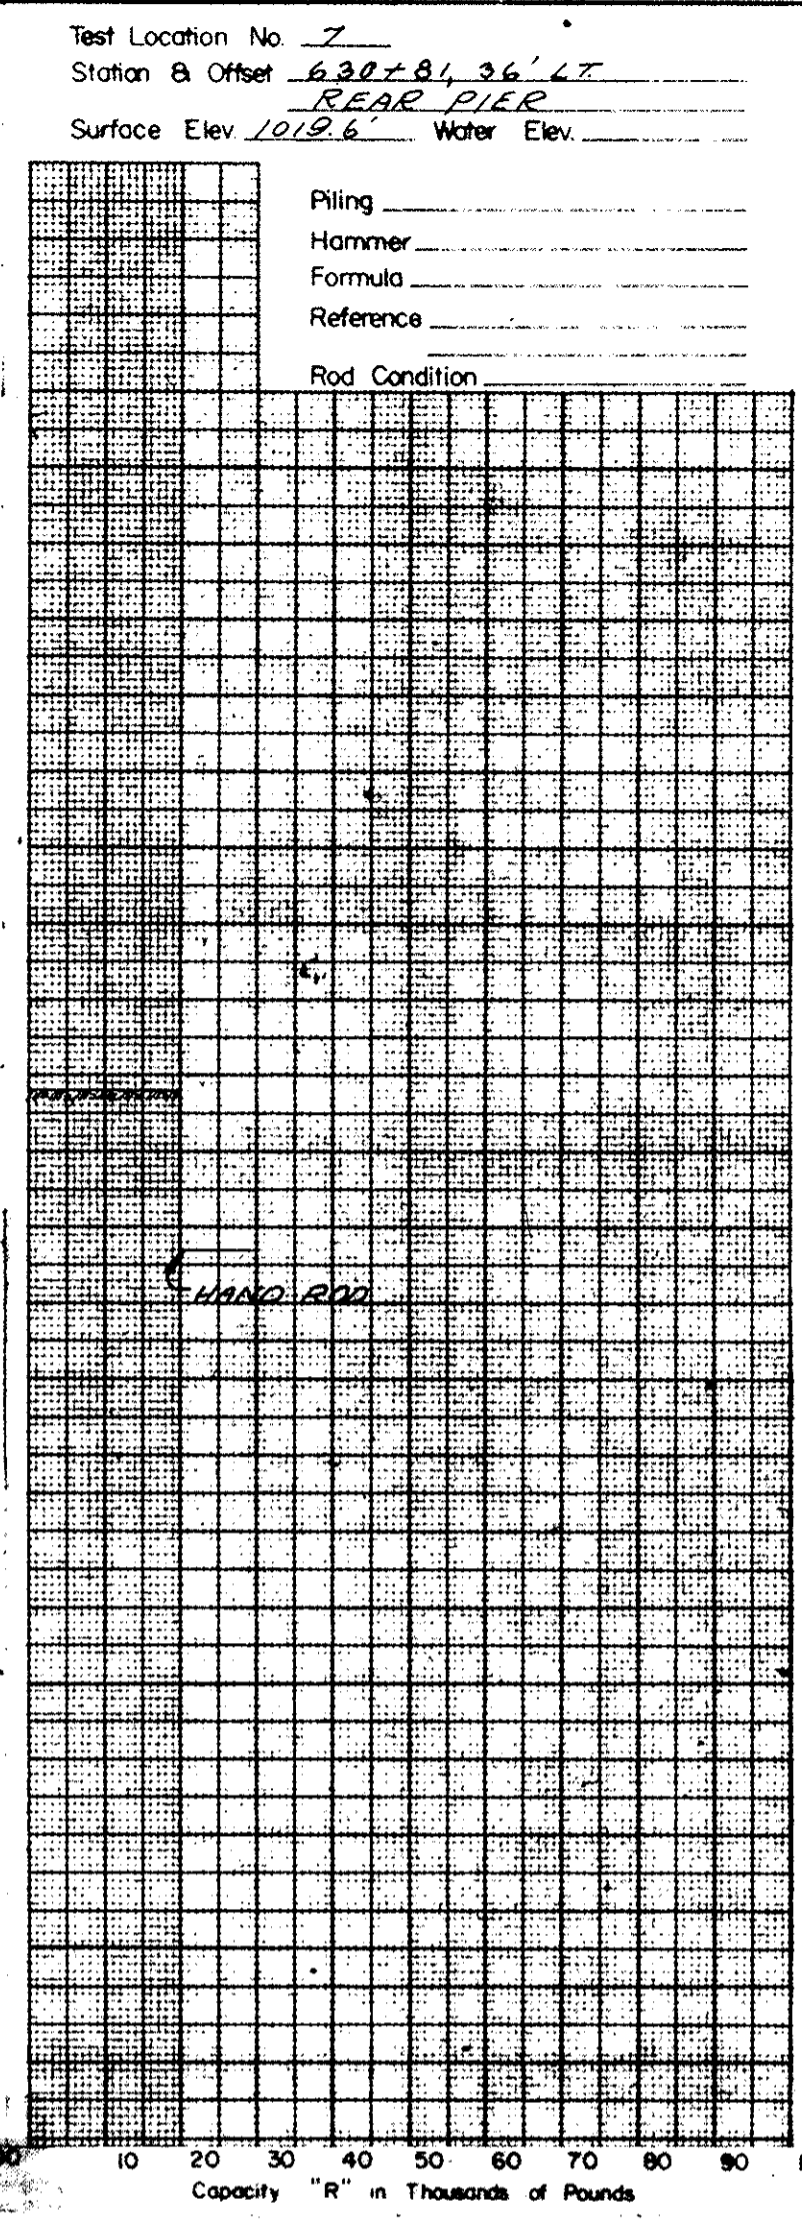 Test Location No. 7
Station & Offset 630+81, 36' LT.
REAR PIER
Surface Elev. 1019.6' Water Elev.
Piling
Hammer
Formula
Reference
Rod Condition
HAND ROD
10 20 30 40 50 60 70 80 90
Capacity "R" in Thousands of Pounds